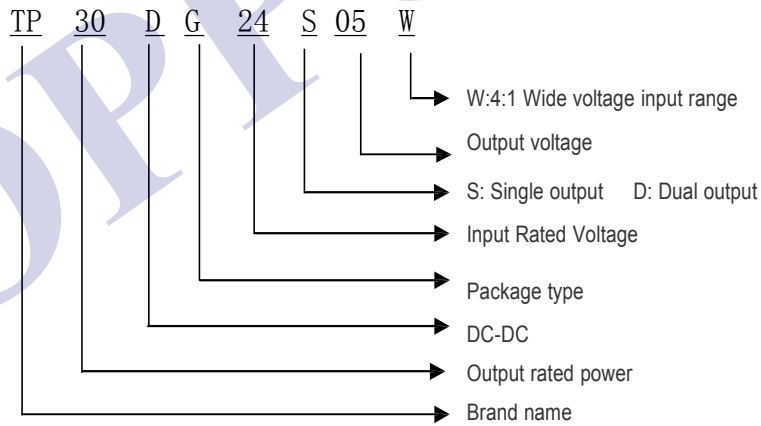 TP 30 D G 24 S 05 W
W:4:1 Wide voltage input range
Output voltage
S: Single output D: Dual output
Input Rated Voltage
Package type
DC-DC
Output rated power
Brand name